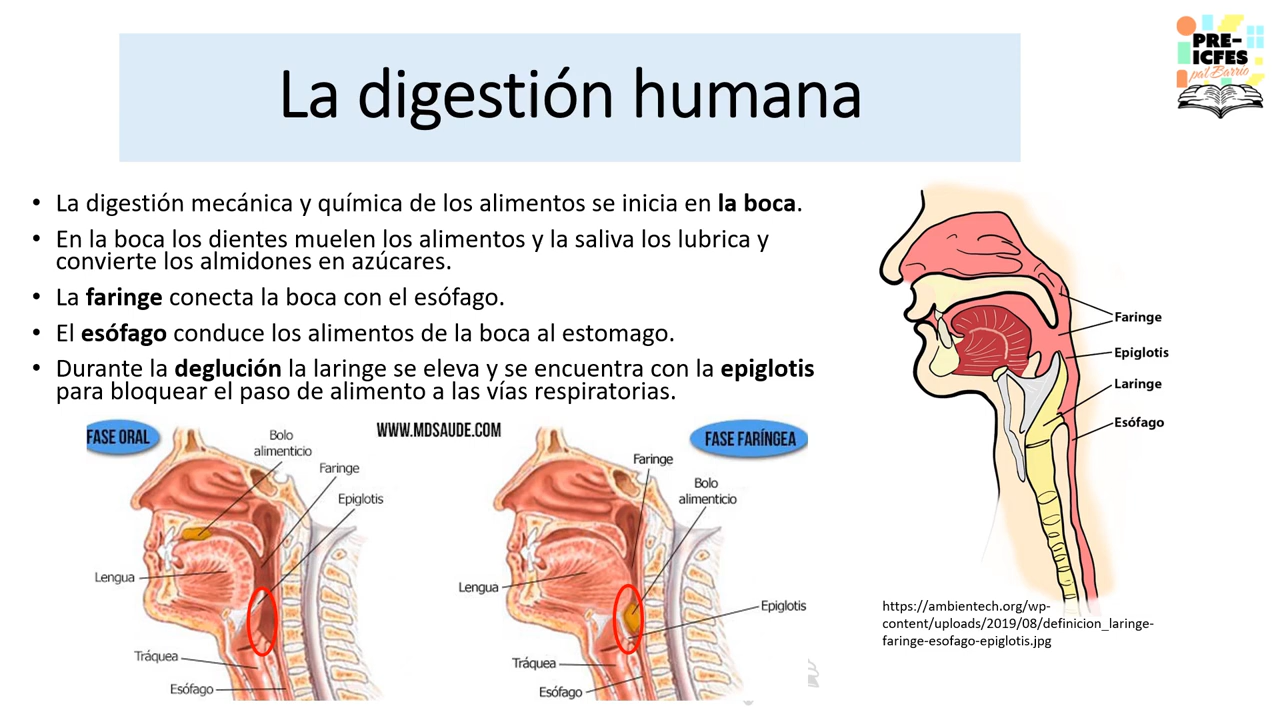 PRE-
ICFES
pal Barrio
La digestión humana
• La digestión mecánica y química de los alimentos se inicia en la boca.
• En la boca los dientes muelen los alimentos y la saliva los lubrica y
convierte los almidones en azúcares.
• La faringe conecta la boca con el esófago.
• El esófago conduce los alimentos de la boca al estomago.
• Durante la deglución la laringe se eleva y se encuentra con la epiglotis
para bloquear el paso de alimento a las vías respiratorias.
FASE ORAL
Bolo
alimenticio
Faringe
Epiglotis
Lengua
Tráquea
Esófago
WWW.MDSAUDE.COM
FASE FARÍNGEA
Faringe
Bolo
alimenticio
Lengua
Epiglotis
Tráquea
Esófago
Faringe
Epiglotis
Laringe
Esófago
https://ambientech.org/wp-
content/uploads/2019/08/definicion_laringe-
faringe-esofago-epiglotis.jpg